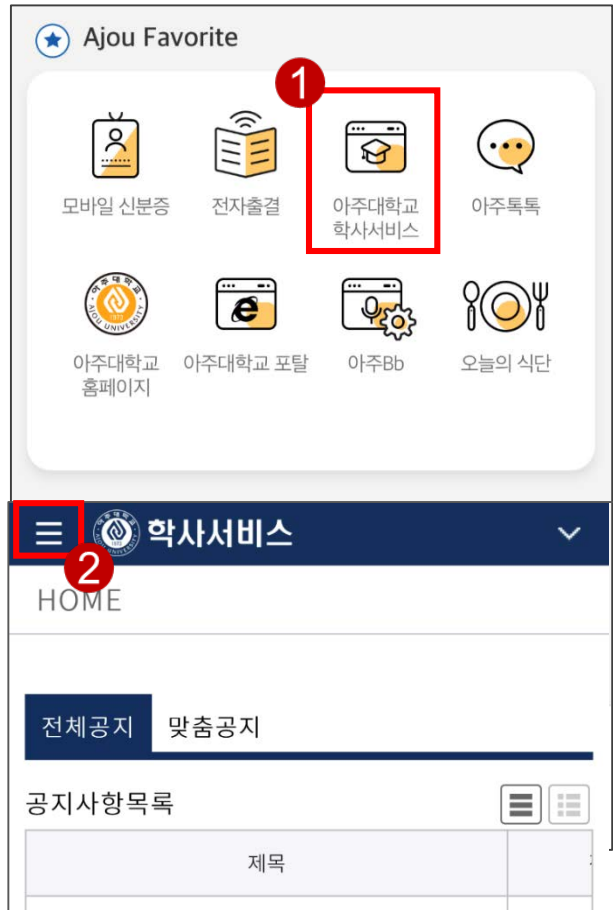 Ajou Favorite
1
모바일 신분증
전자출결
아주대학교
학사서비스
아주톡톡
아주대학교
홈페이지
아주대학교 포탈
아주Bb
오늘의 식단
학사서비스
2
HOME
전체공지 맞춤공지
공지사항목록
제목